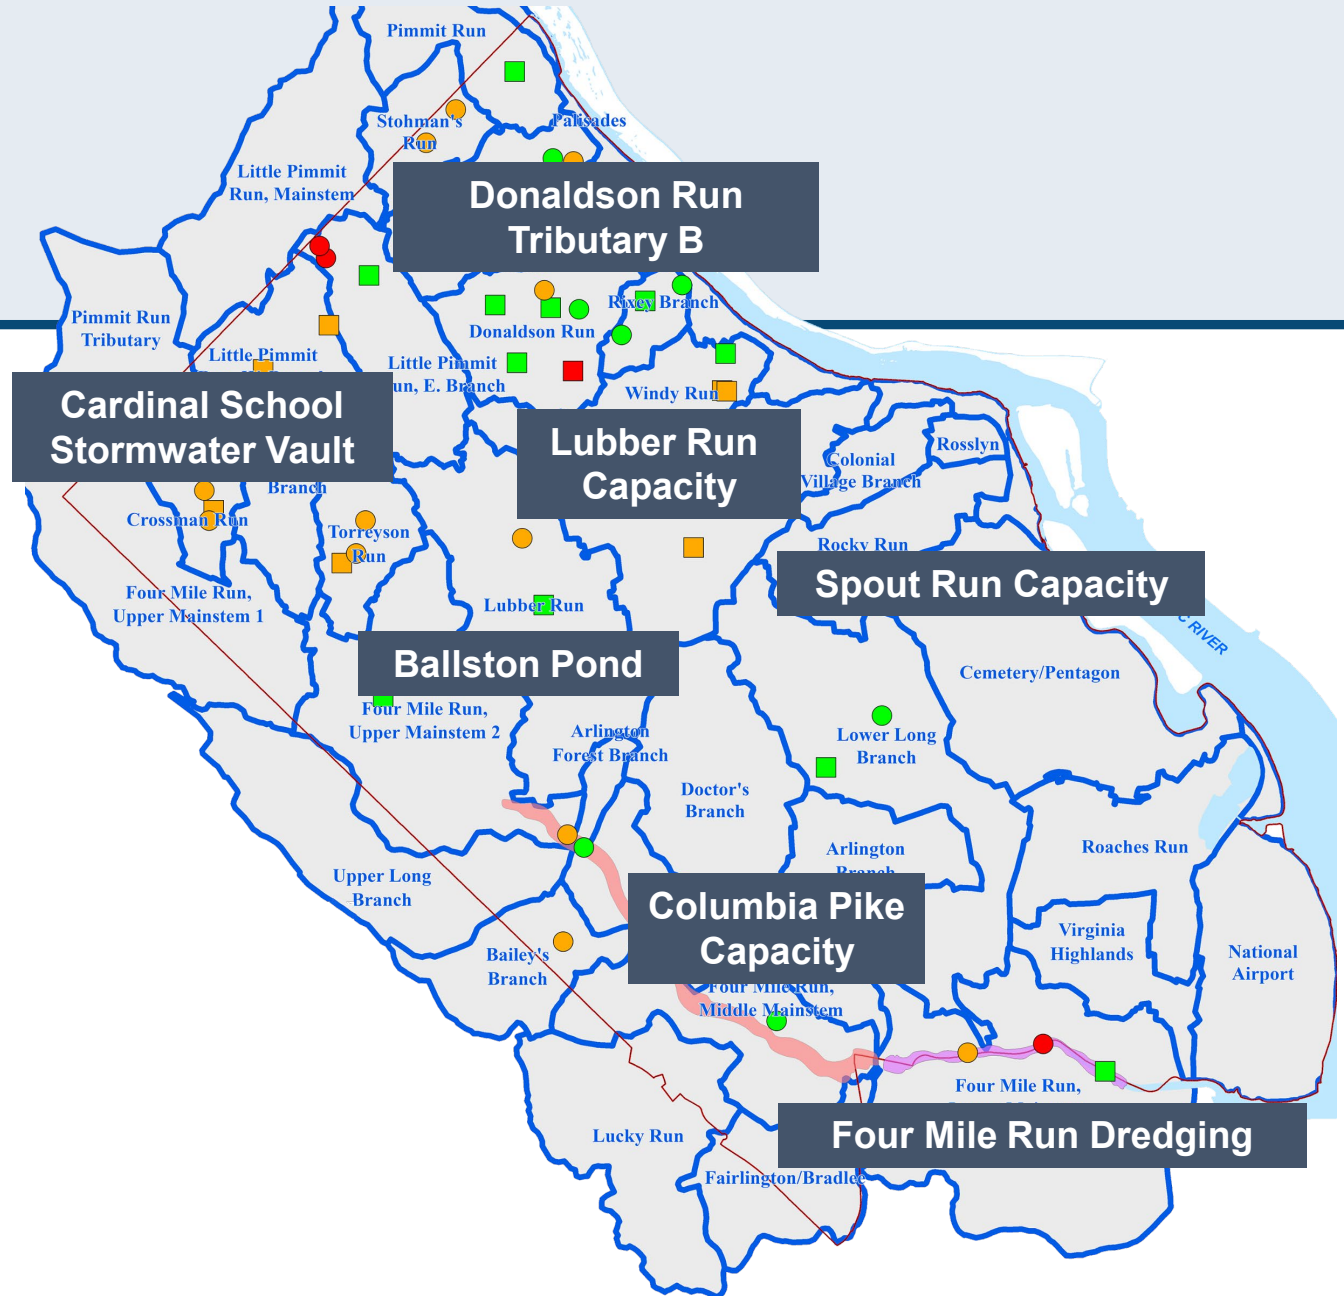 Pimmit Run
Stohman's
Run
Palisades
Little Pimmit
Run, Mainstem
Donaldson Run
Tributary B
Pimmit Run
Tributary
Rixey Branch
Donaldson Run
Little Pimmit
Little Pimmit
un, E. Branch
Windy Run
Cardinal School
Stormwater Vault
Branch
Lubber Run
Capacity
Rosslyn
Colonial
Village Branch
Crossman Run
Torreyson
Run
Rocky Run
Spout Run Capacity
Four Mile Run,
Upper Mainstem 1
Lubber Run
C RIVER
Ballston Pond
Cemetery/Pentagon
Four Mile Run,
Upper Mainstem 2
Arlington
Forest Branch
Lower Long
Branch
Doctor's
Branch
Arlington
Branch
Roaches Run
Upper Long
Branch
Columbia Pike
Capacity
Virginia
Highlands
Bailey's
Branch
National
Airport
Four Mile Run,
Middle Mainstem
Four Mile Run,
Four Mile Run Dredging
Lucky Run
Fairlington/Bradlee